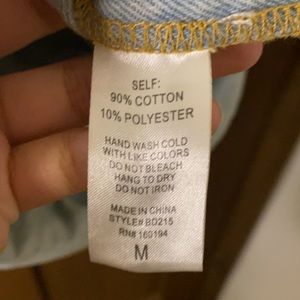 SELF:
90% COTTON
10% POLYESTER
HAND WASH COLD
WITH LIKE COLORS
DO NOT BLEACH
HANG TO DRY
DO NOT IRON
MADE IN CHINA
STYLE# BD215
RN# 160194
M